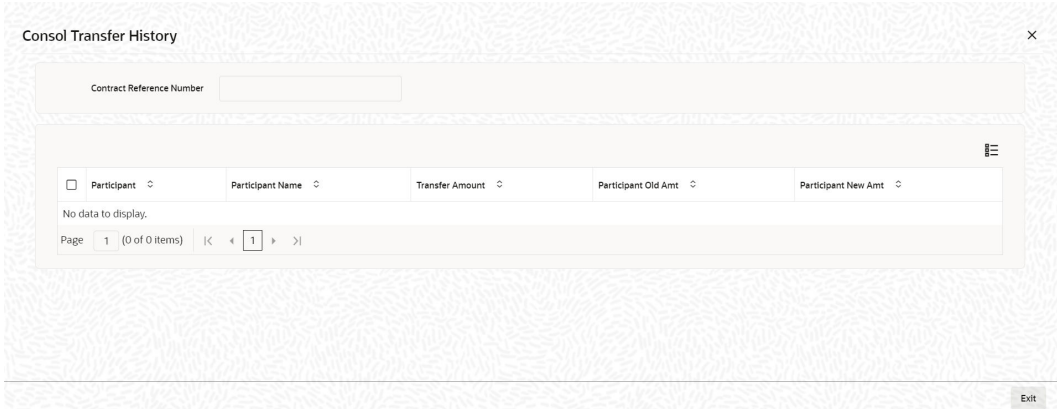 Consol Transfer History
Contract Reference Number
Participant Participant Name Transfer Amount Participant Old Amt Participant New Amt
No data to display.
Page 1 (0 of 0 items) 1
Exit